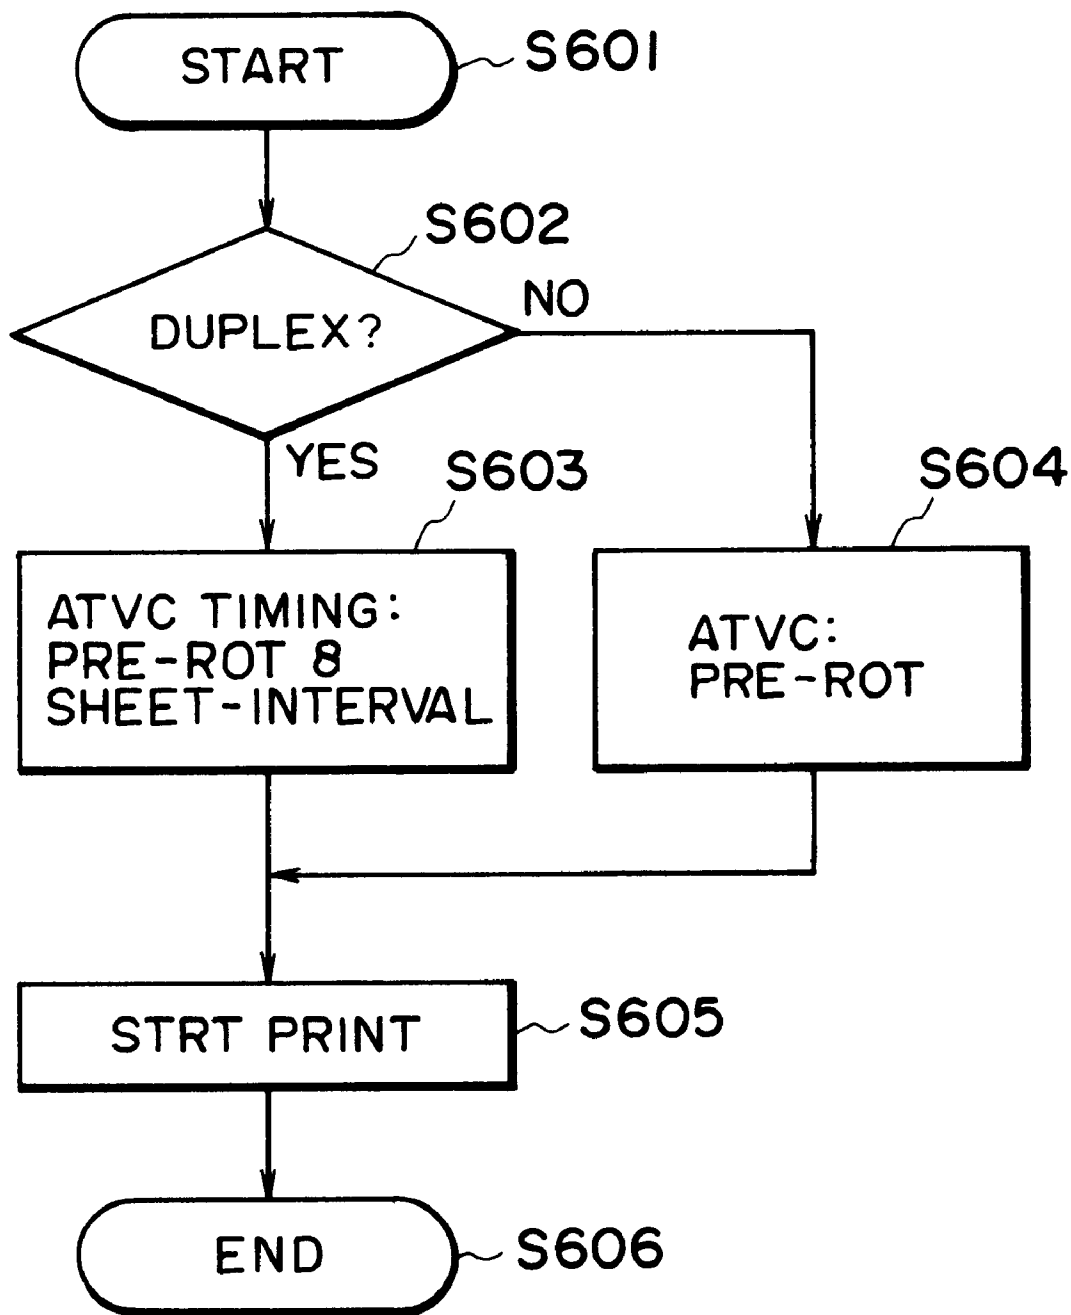 START
S601
S602
DUPLEX?
NO
YES
S603
S604
ATVC TIMING:
PRE-ROT 8
SHEET-INTERVAL
ATVC:
PRE-ROT
STRT PRINT
S605
END
S606